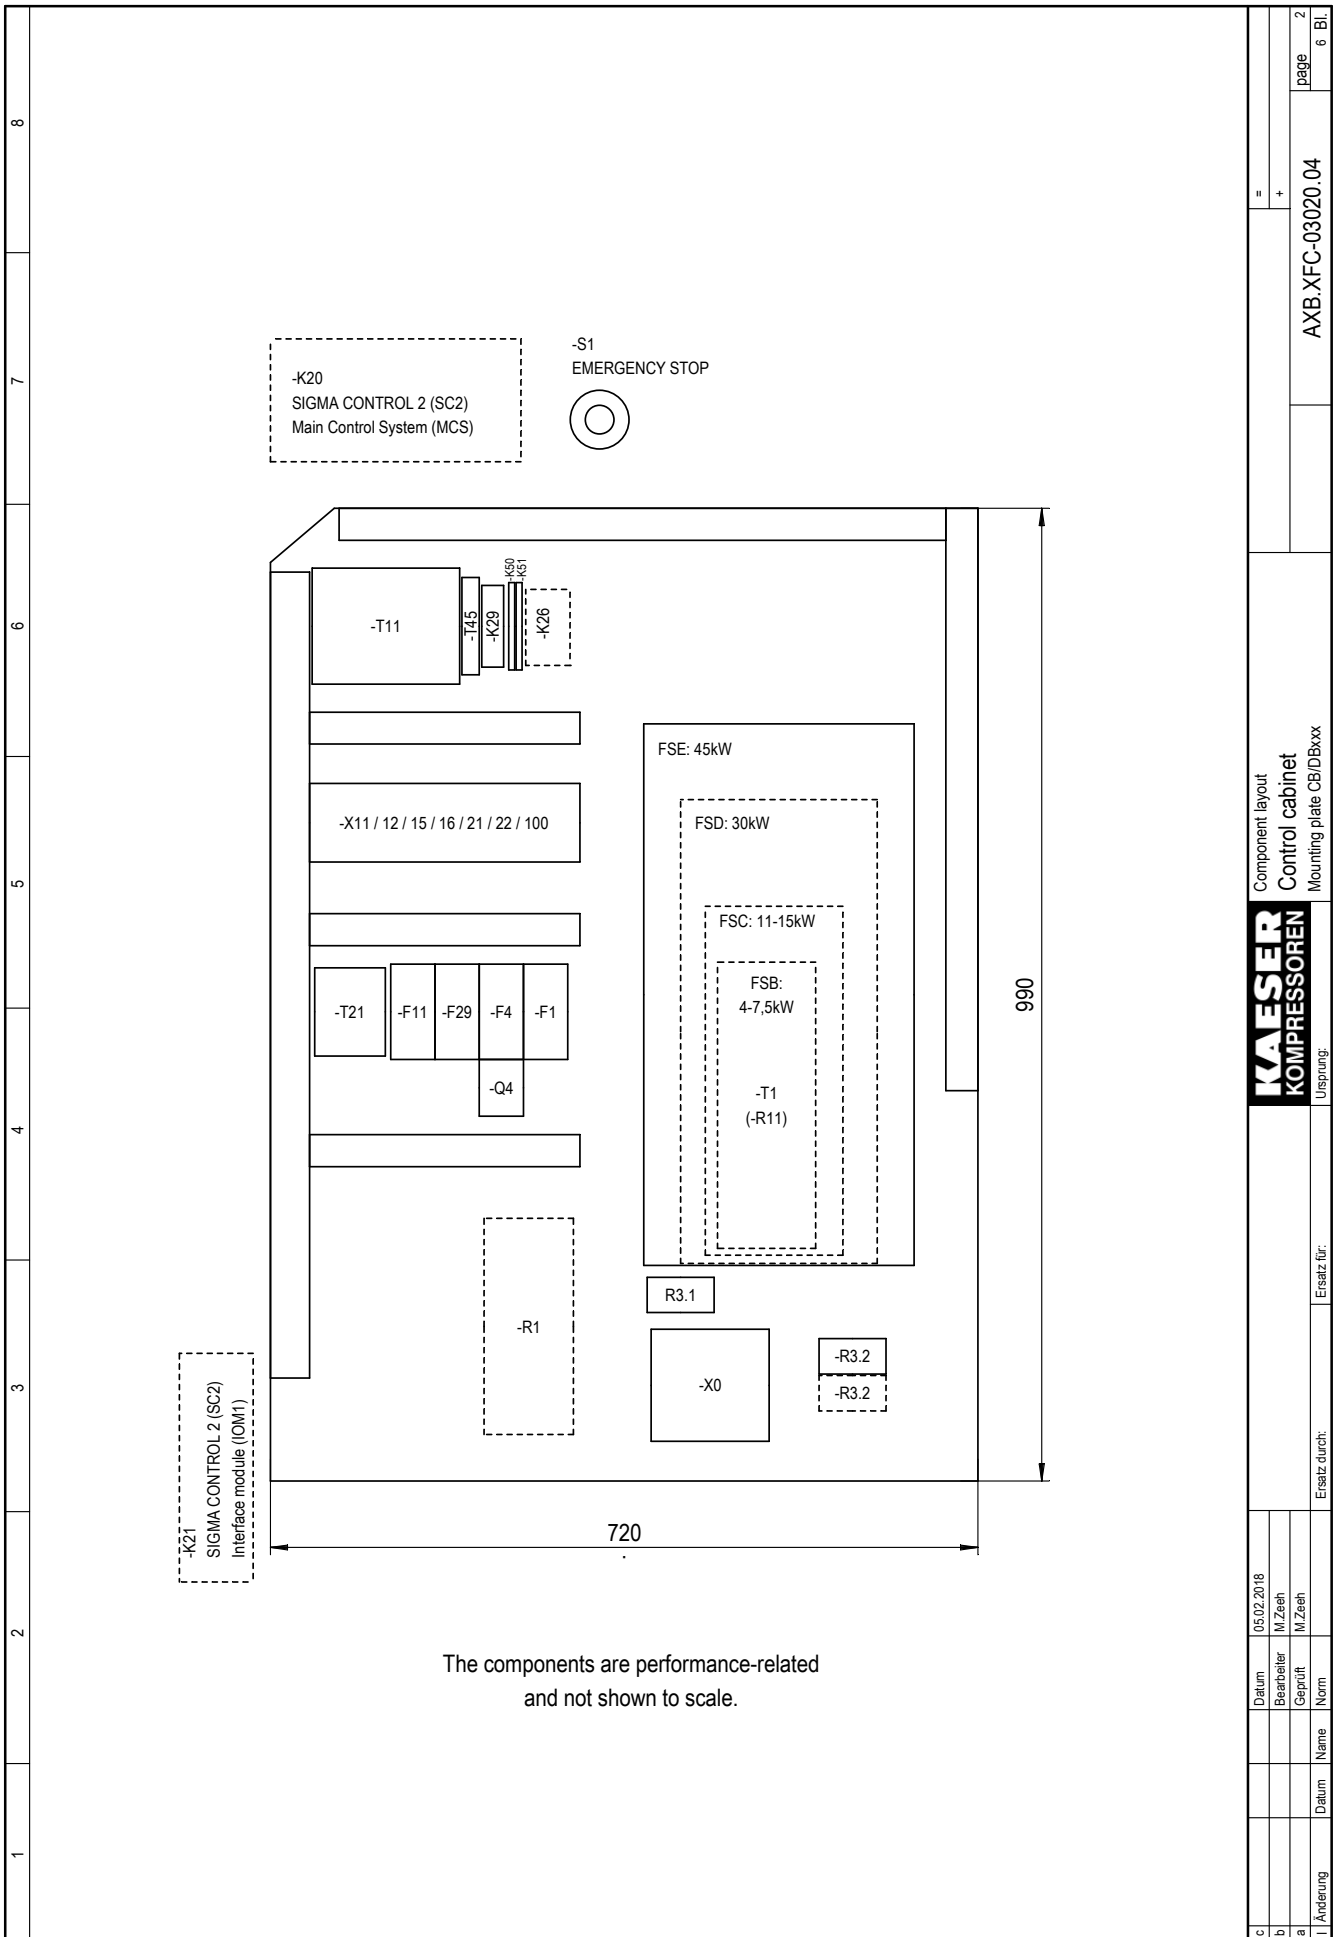 8
7
6
5
4
3
2
1
-K20
SIGMA CONTROL 2 (SC2)
Main Control System (MCS)
-S1
EMERGENCY STOP
-T11
-T45
-K29
-K50
-K51
-K26
-X11 / 12 / 15 / 16 / 21 / 22 / 100
-T21
-F11
-F29
-F4
-F1
-Q4
-R1
FSE: 45kW
FSD: 30kW
FSC: 11-15kW
FSB:
4-7,5kW
-T1
(-R11)
R3.1
-X0
-R3.2
-R3.2
990
720
-K21
SIGMA CONTROL 2 (SC2)
Interface module (IOM1)
The components are performance-related
and not shown to scale.
c
b
a
Änderung
Datum
Name
Datum
05.02.2018
Bearbeiter
M.Zeeh
Geprüft
M.Zeeh
Norm
Ersatz durch:
Ersatz für:
Ursprung:
KAESER
KOMPRESSOREN
Component layout
Control cabinet
Mounting plate CB/DBxxx
=
+
AXB.XFC-03020.04
page 2
6 Bl.